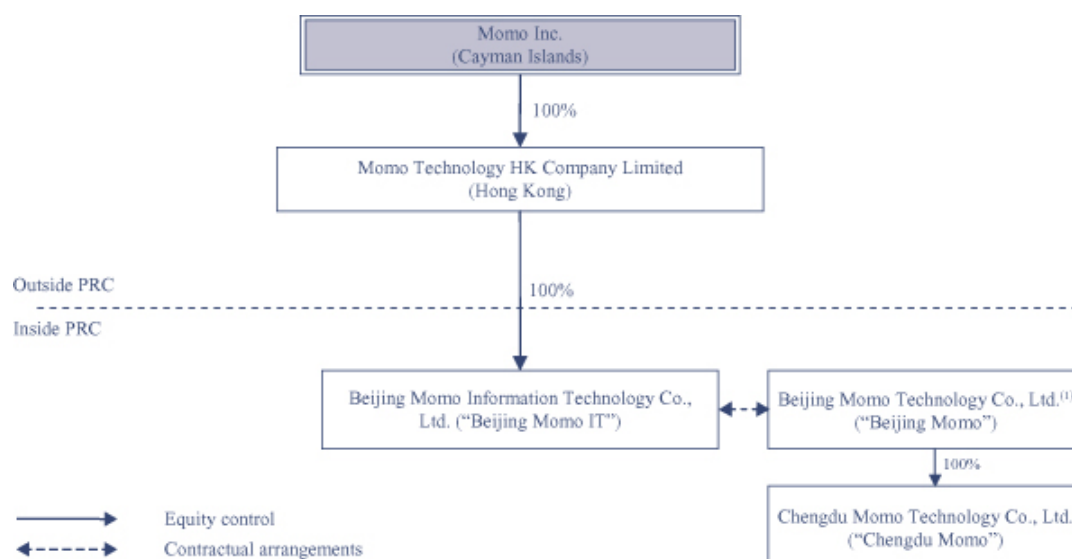 Momo Inc.
(Cayman Islands)
100%
Momo Technology HK Company Limited
(Hong Kong)
Outside PRC
100%
Inside PRC
Beijing Momo Information Technology Co.,
Ltd. (“Beijing Momo IT”)
Beijing Momo Technology Co., Ltd.(1)
(“Beijing Momo”)
100%
Chengdu Momo Technology Co., Ltd.
(“Chengdu Momo”)
Equity control
Contractual arrangements